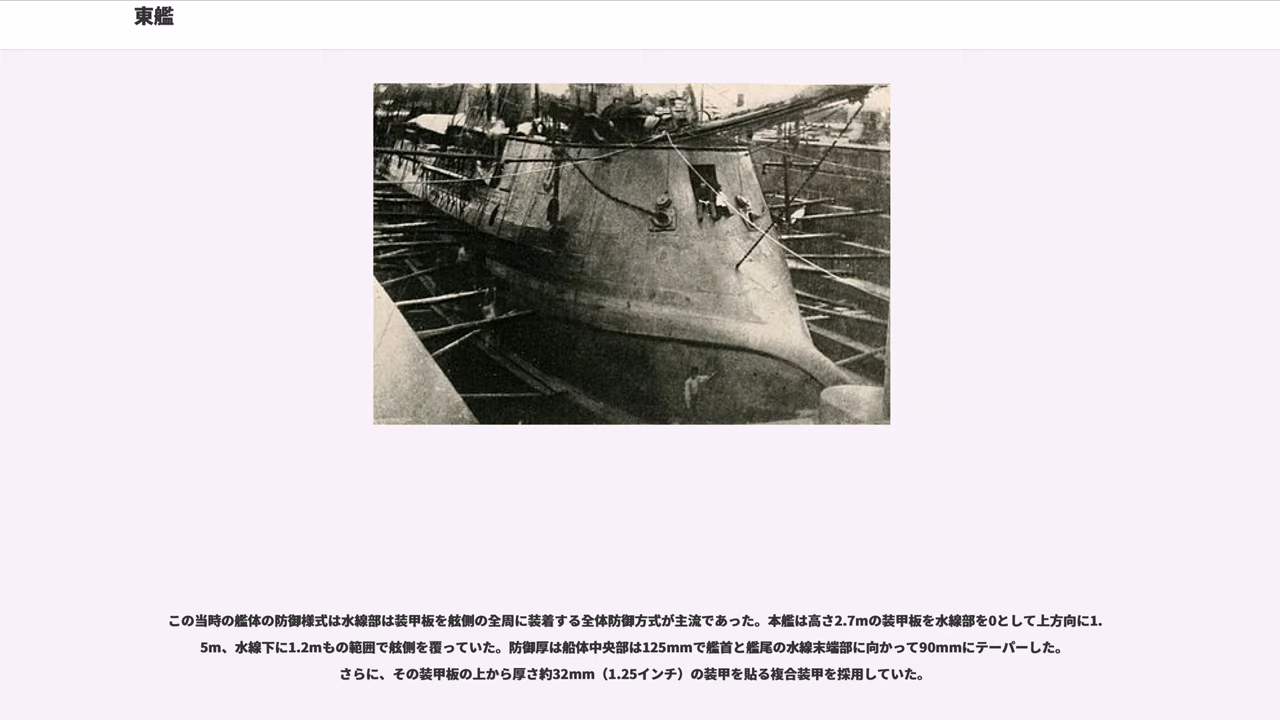 東艦
この当時の艦体の防御様式は水線部は装甲板を舷側の全周に装着する全体防御方式が主流であった。本艦は高さ2.7mの装甲板を水線部を0として上方向に1.
5m、水線下に1.2mもの範囲で舷側を覆っていた。防御厚は船体中央部は125mmで艦首と艦尾の水線末端部に向かって90mmにテーパーした。
さらに、その装甲板の上から厚さ約32mm（1.25インチ）の装甲を貼る複合装甲を採用していた。